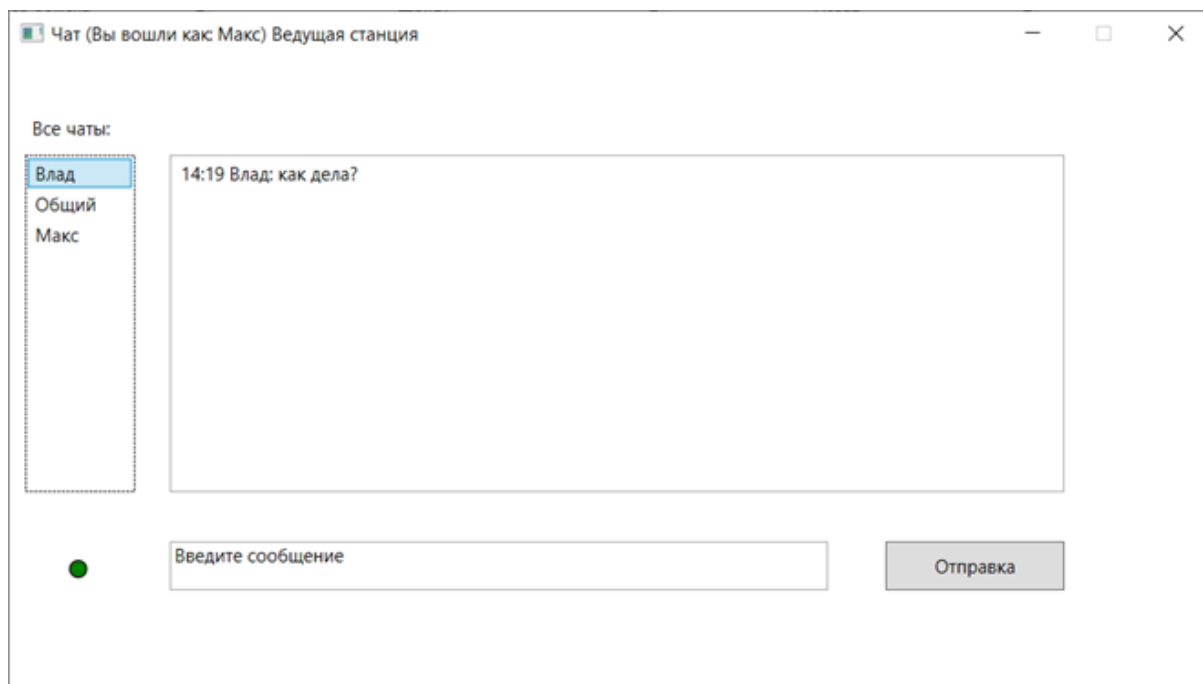 Чат (Вы вошли как: Макс) Ведущая станция
Все чаты:
Влад
Общий
Макс
14:19 Влад: как дела?
Введите сообщение
Отправка